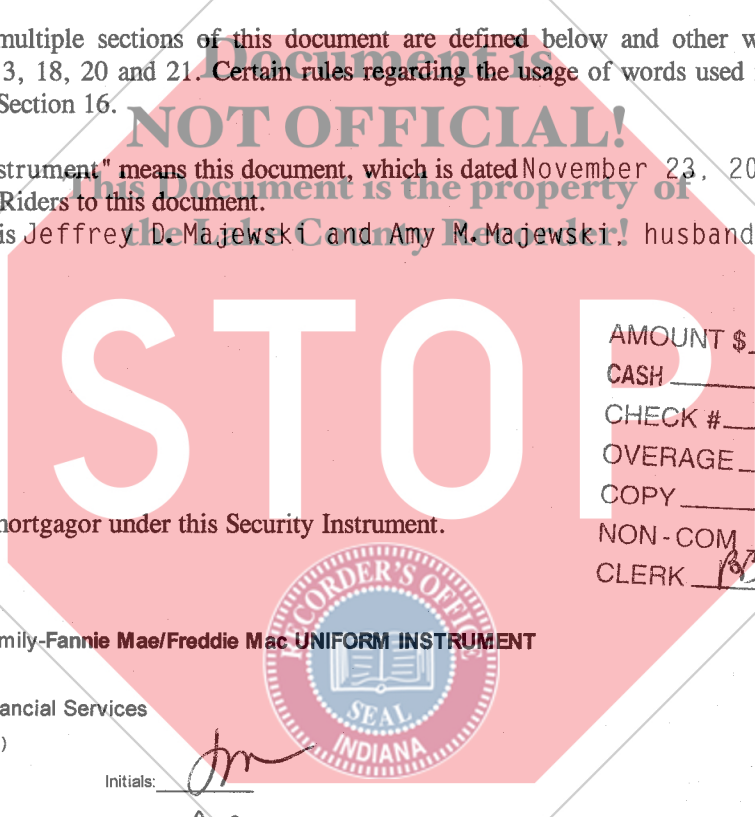 multiple sections of this document are defined below and other w
Document is
3, 18, 20 and 21. Certain rules regarding the usage of words used
Section 16.
NOT OFFICIAL!
strument" means this document, which is dated November 23, 20
This Document is the property of
Riders to this document.
the Lake County Recorder!
is Jeffrey D. Majewski and Amy M. Majewski, husband
STOP
AMOUNT $
CASH
CHECK #
OVERAGE
COPY
NON-COM
CLERK
nortgagor under this Security Instrument.
RECORDER'S OFFICE
SEAL
INDIANA
mily-Fannie Mae/Freddie Mac UNIFORM INSTRUMENT
ancial Services
)
Initials: Jm